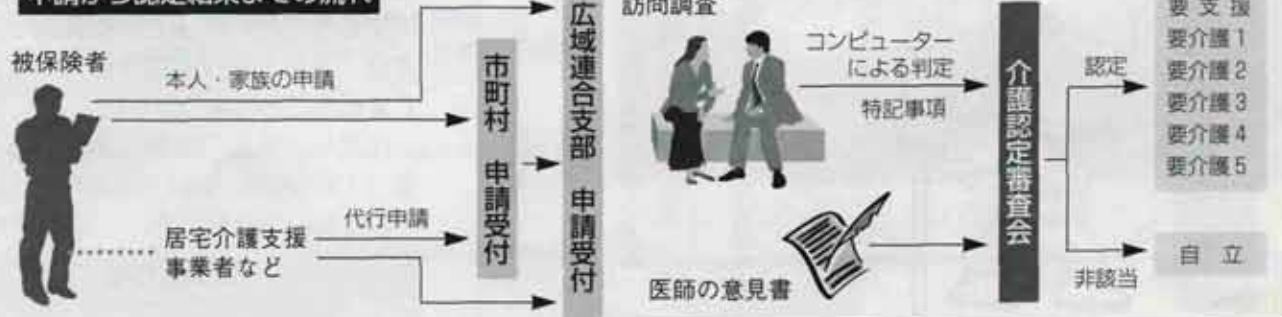 申請から認定結果までの流れ
被保険者
本人・家族の申請
居宅介護支援
事業者など
代行申請
市町村 申請受付
広域連合支部 申請受付
訪問調査
コンピューター
による判定
特記事項
医師の意見書
介護認定審査会
認定
要支援
要介護1
要介護2
要介護3
要介護4
要介護5
非該当
自立